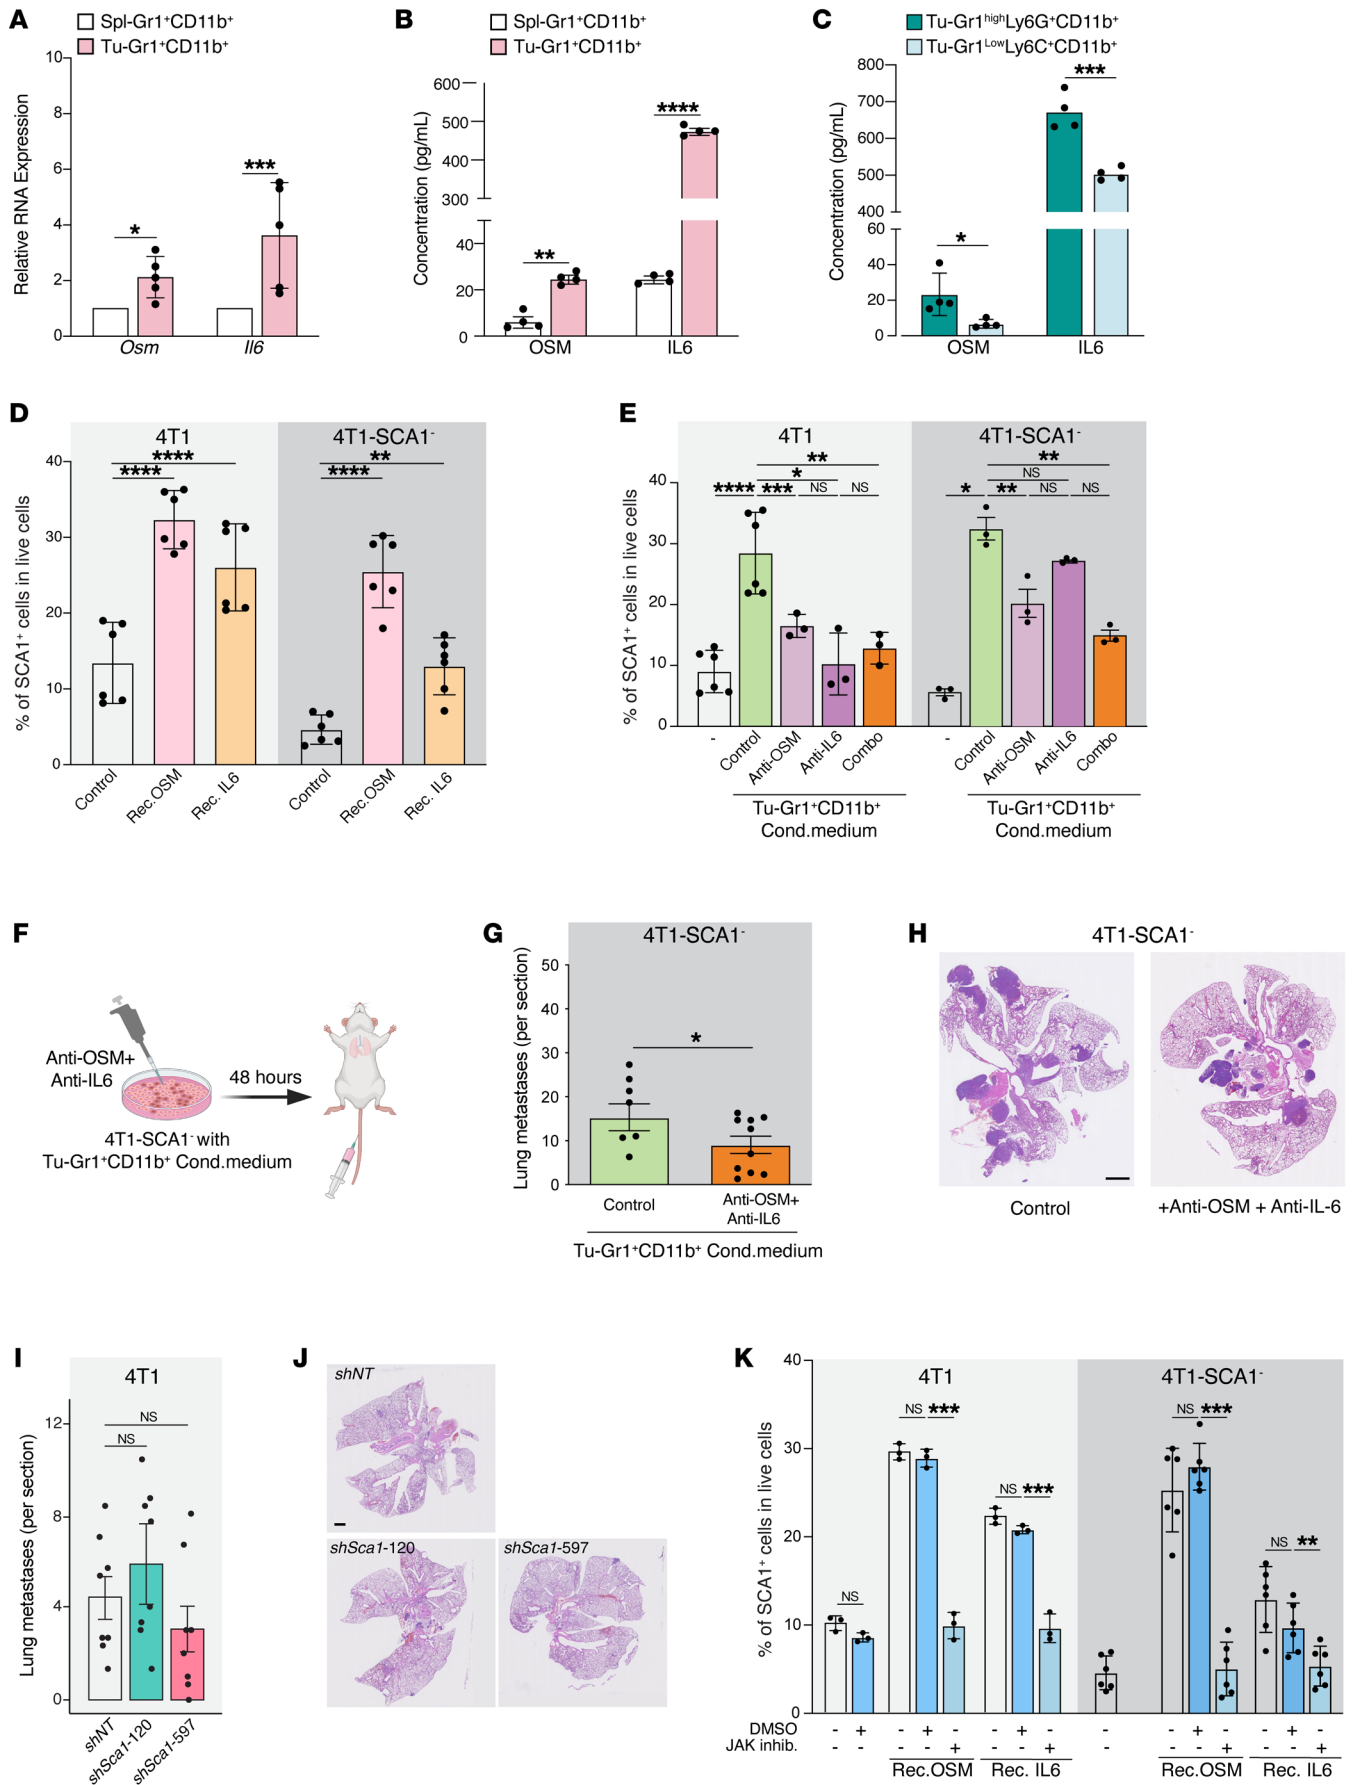 A
Spl-Gr1⁺CD11b⁺
Tu-Gr1⁺CD11b⁺
Relative RNA Expression
10
8
6
4
2
0
*
***
Osm
Il6
B
Spl-Gr1⁺CD11b⁺
Tu-Gr1⁺CD11b⁺
Concentration (pg/mL)
600
500
400
300
40
20
0
**
****
OSM
IL6
C
Tu-Gr1ʰⁱᵍʰLy6G⁺CD11b⁺
Tu-Gr1ᴸᵒʷLy6C⁺CD11b⁺
Concentration (pg/mL)
800
700
600
500
400
60
40
20
0
*
***
OSM
IL6
D
4T1
4T1-SCA1⁻
% of SCA1⁺ cells in live cells
40
30
20
10
0
****
****
**
****
Control
Rec.OSM
Rec. IL6
Control
Rec.OSM
Rec. IL6
E
4T1
4T1-SCA1⁻
% of SCA1⁺ cells in live cells
40
30
20
10
0
**
*
**** *** NS NS
**
NS
* ** NS NS
-
Control
Anti-OSM
Anti-IL6
Combo
-
Control
Anti-OSM
Anti-IL6
Combo
Tu-Gr1⁺CD11b⁺
Cond.medium
Tu-Gr1⁺CD11b⁺
Cond.medium
F
Anti-OSM+
Anti-IL6
48 hours
4T1-SCA1⁻ with
Tu-Gr1⁺CD11b⁺ Cond.medium
G
4T1-SCA1⁻
Lung metastases (per section)
50
40
30
20
10
0
*
Control
Anti-OSM+
Anti-IL6
Tu-Gr1⁺CD11b⁺ Cond.medium
H
4T1-SCA1⁻
Control
+Anti-OSM + Anti-IL-6
I
4T1
Lung metastases (per section)
12
8
4
0
NS
NS
shNT
shSca1-120
shSca1-597
J
shNT
shSca1-120
shSca1-597
K
4T1
4T1-SCA1⁻
% of SCA1⁺ cells in live cells
40
30
20
10
0
NS
NS ***
NS ***
NS ***
NS **
DMSO - + - + - - + - - - + - - + -
JAK inhib. - - - - + - - + - - - + - - +
Rec.OSM
Rec. IL6
Rec.OSM
Rec. IL6